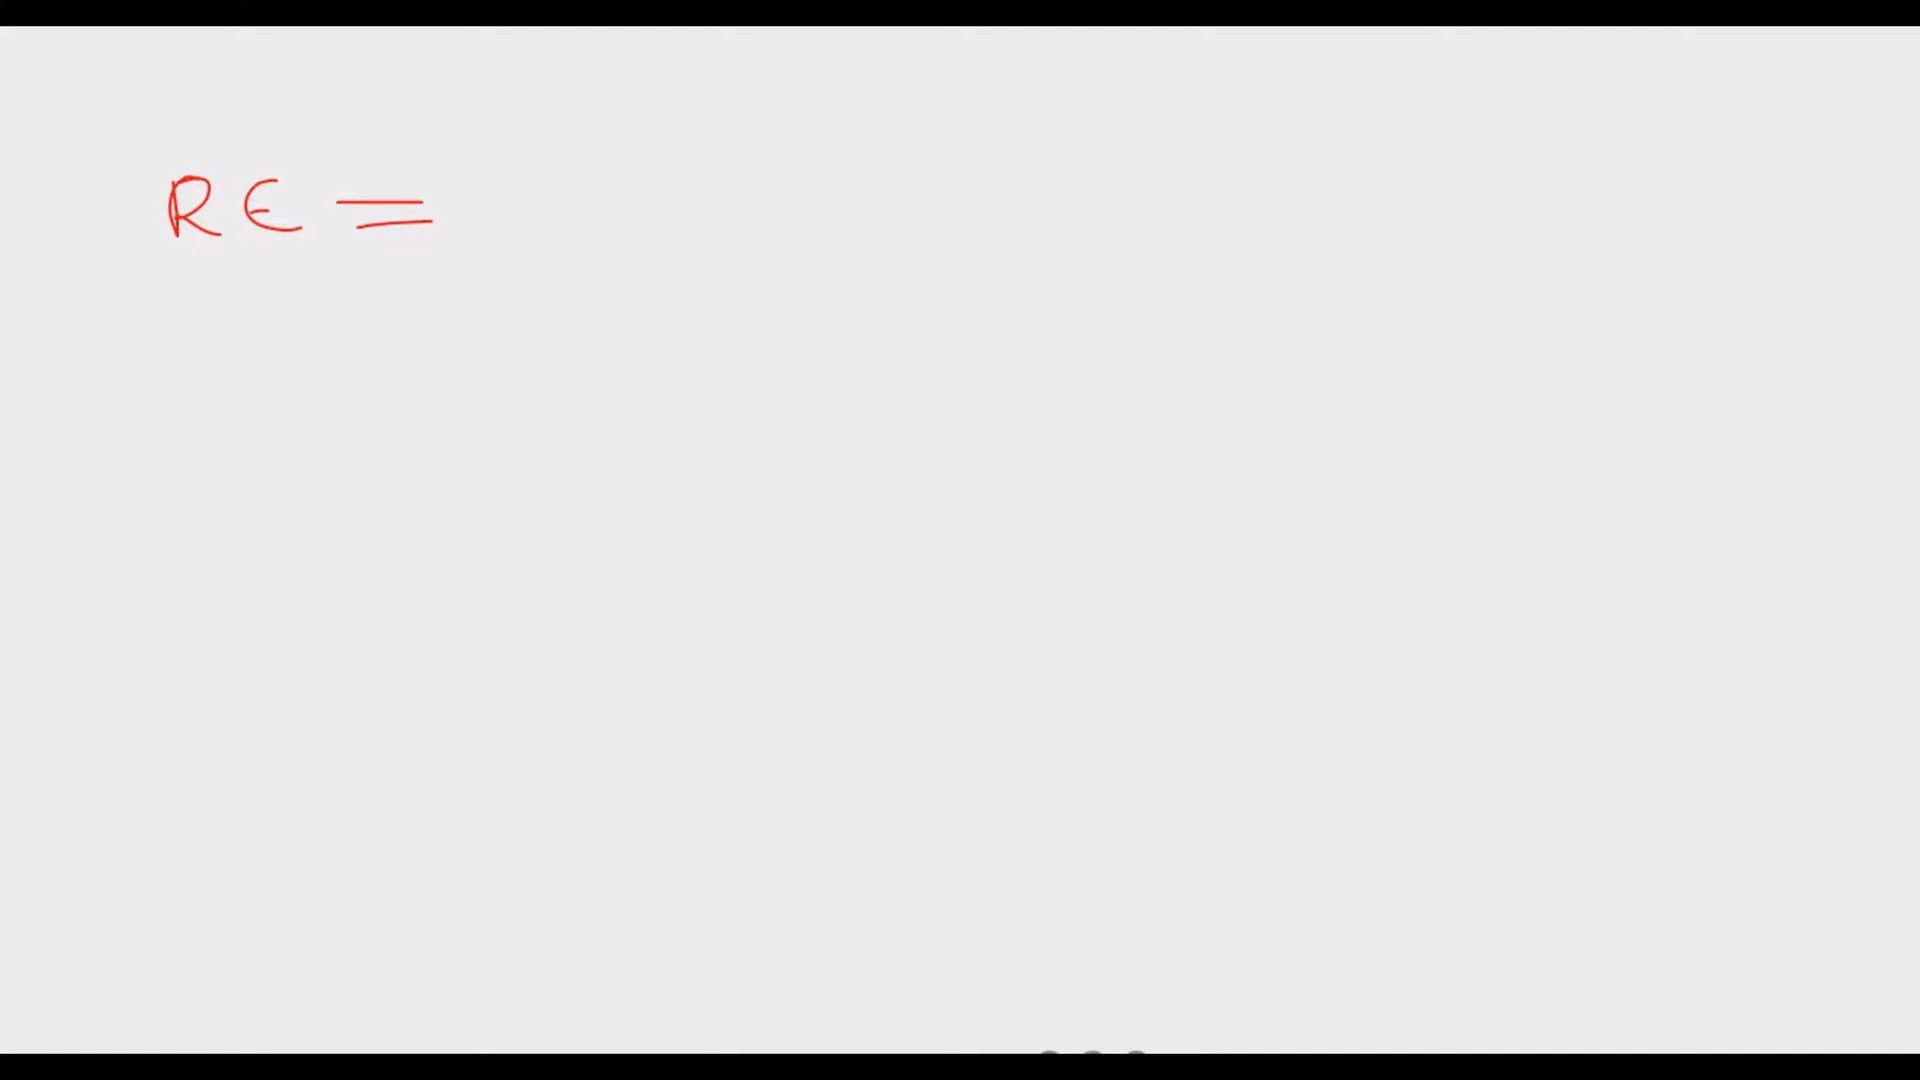 RE =